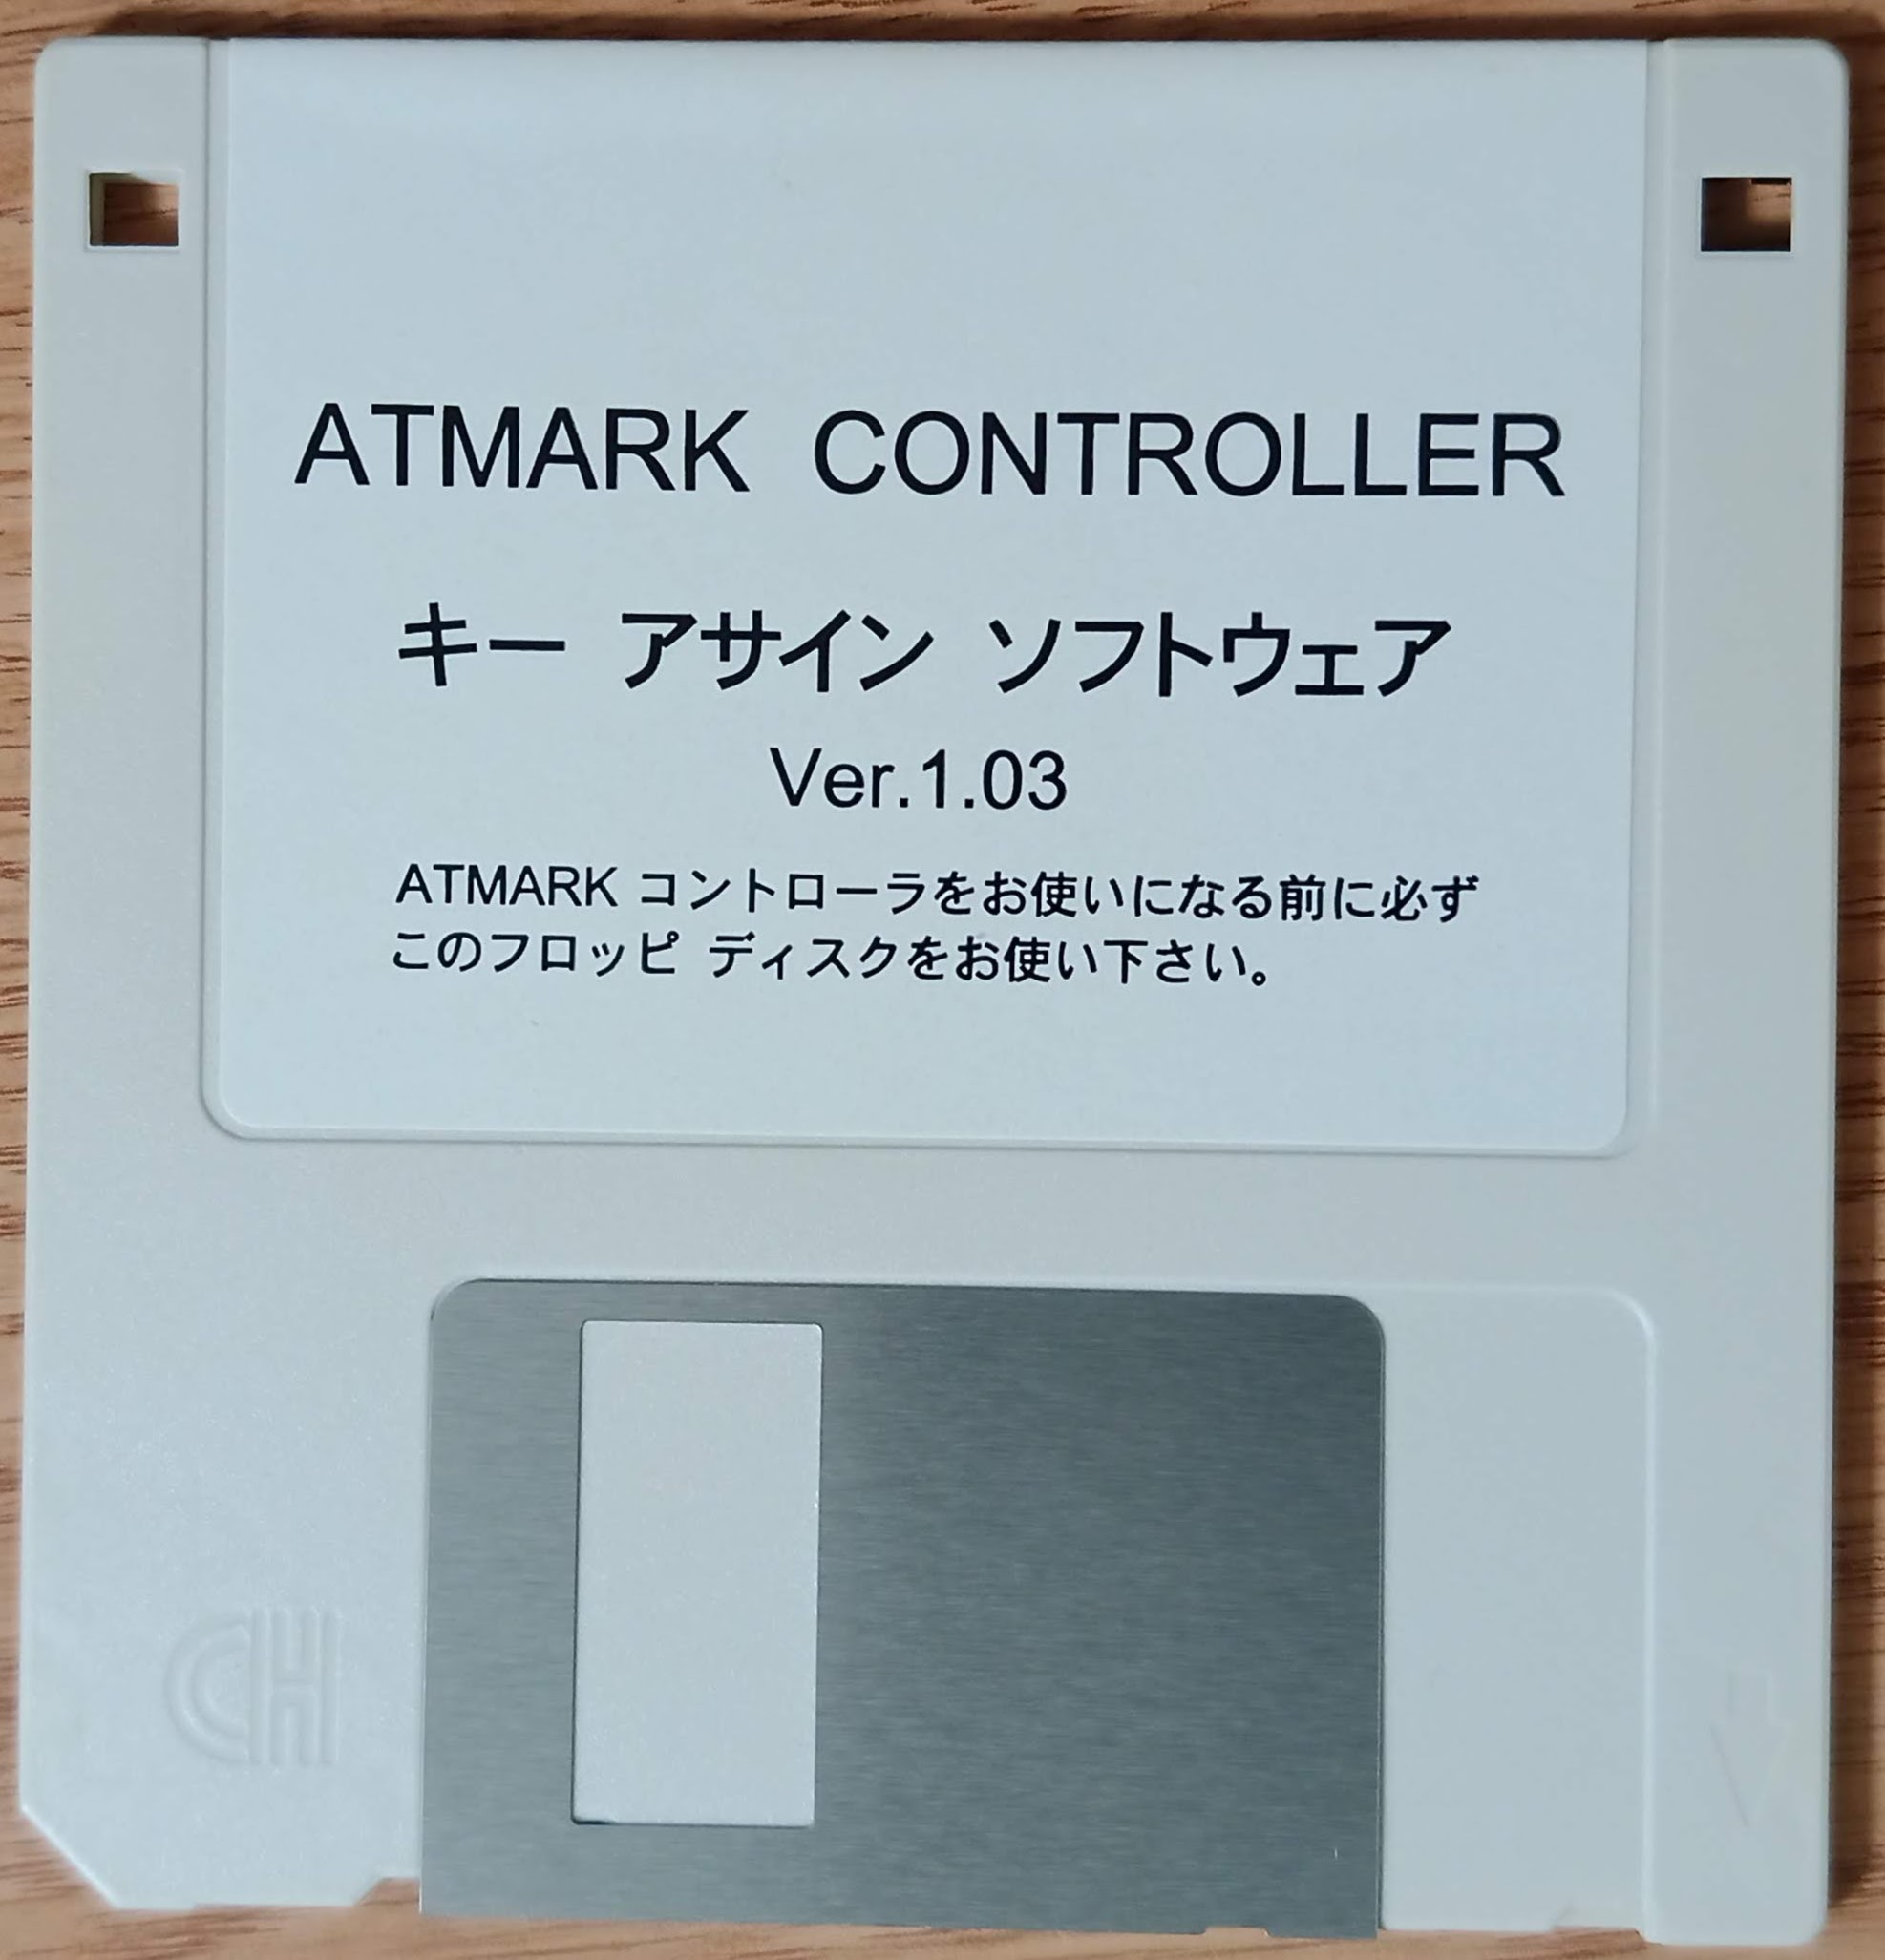 ATMARK CONTROLLER
キー アサイン ソフトウェア
Ver.1.03
ATMARK コントローラをお使いになる前に必ず
このフロッピ ディスクをお使い下さい。
CH